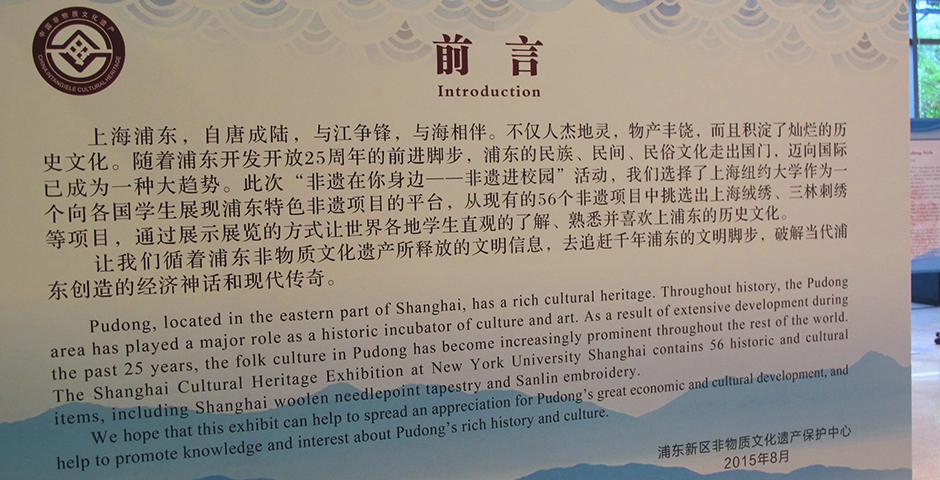 中国非物质文化遗产
CHINA INTANGIBLE CULTURAL HERITAGE
前言
Introduction
上海浦东，自唐成陆，与江争锋，与海相伴。不仅人杰地灵，物产丰饶，而且积淀了灿烂的历
史文化。随着浦东开发开放25周年的前进脚步，浦东的民族、民间、民俗文化走出国门，迈向国际
已成为一种大趋势。此次“非遗在你身边——非遗进校园”活动，我们选择了上海纽约大学作为一
个向各国学生展现浦东特色非遗项目的平台，从现有的56个非遗项目中挑选出上海绒绣、三林刺绣
等项目，通过展示展览的方式让世界各地学生直观的了解、熟悉并喜欢上浦东的历史文化。
让我们循着浦东非物质文化遗产所释放的文明信息，去追赶千年浦东的文明脚步，破解当代浦
东创造的经济神话和现代传奇。
Pudong, located in the eastern part of Shanghai, has a rich cultural heritage. Throughout history, the Pudong
area has played a major role as a historic incubator of culture and art. As a result of extensive development during
the past 25 years, the folk culture in Pudong has become increasingly prominent throughout the rest of the world.
The Shanghai Cultural Heritage Exhibition at New York University Shanghai contains 56 historic and cultural
items, including Shanghai woolen needlepoint tapestry and Sanlin embroidery.
We hope that this exhibit can help to spread an appreciation for Pudong's great economic and cultural development, and
help to promote knowledge and interest about Pudong's rich history and culture.
浦东新区非物质文化遗产保护中心
2015年8月